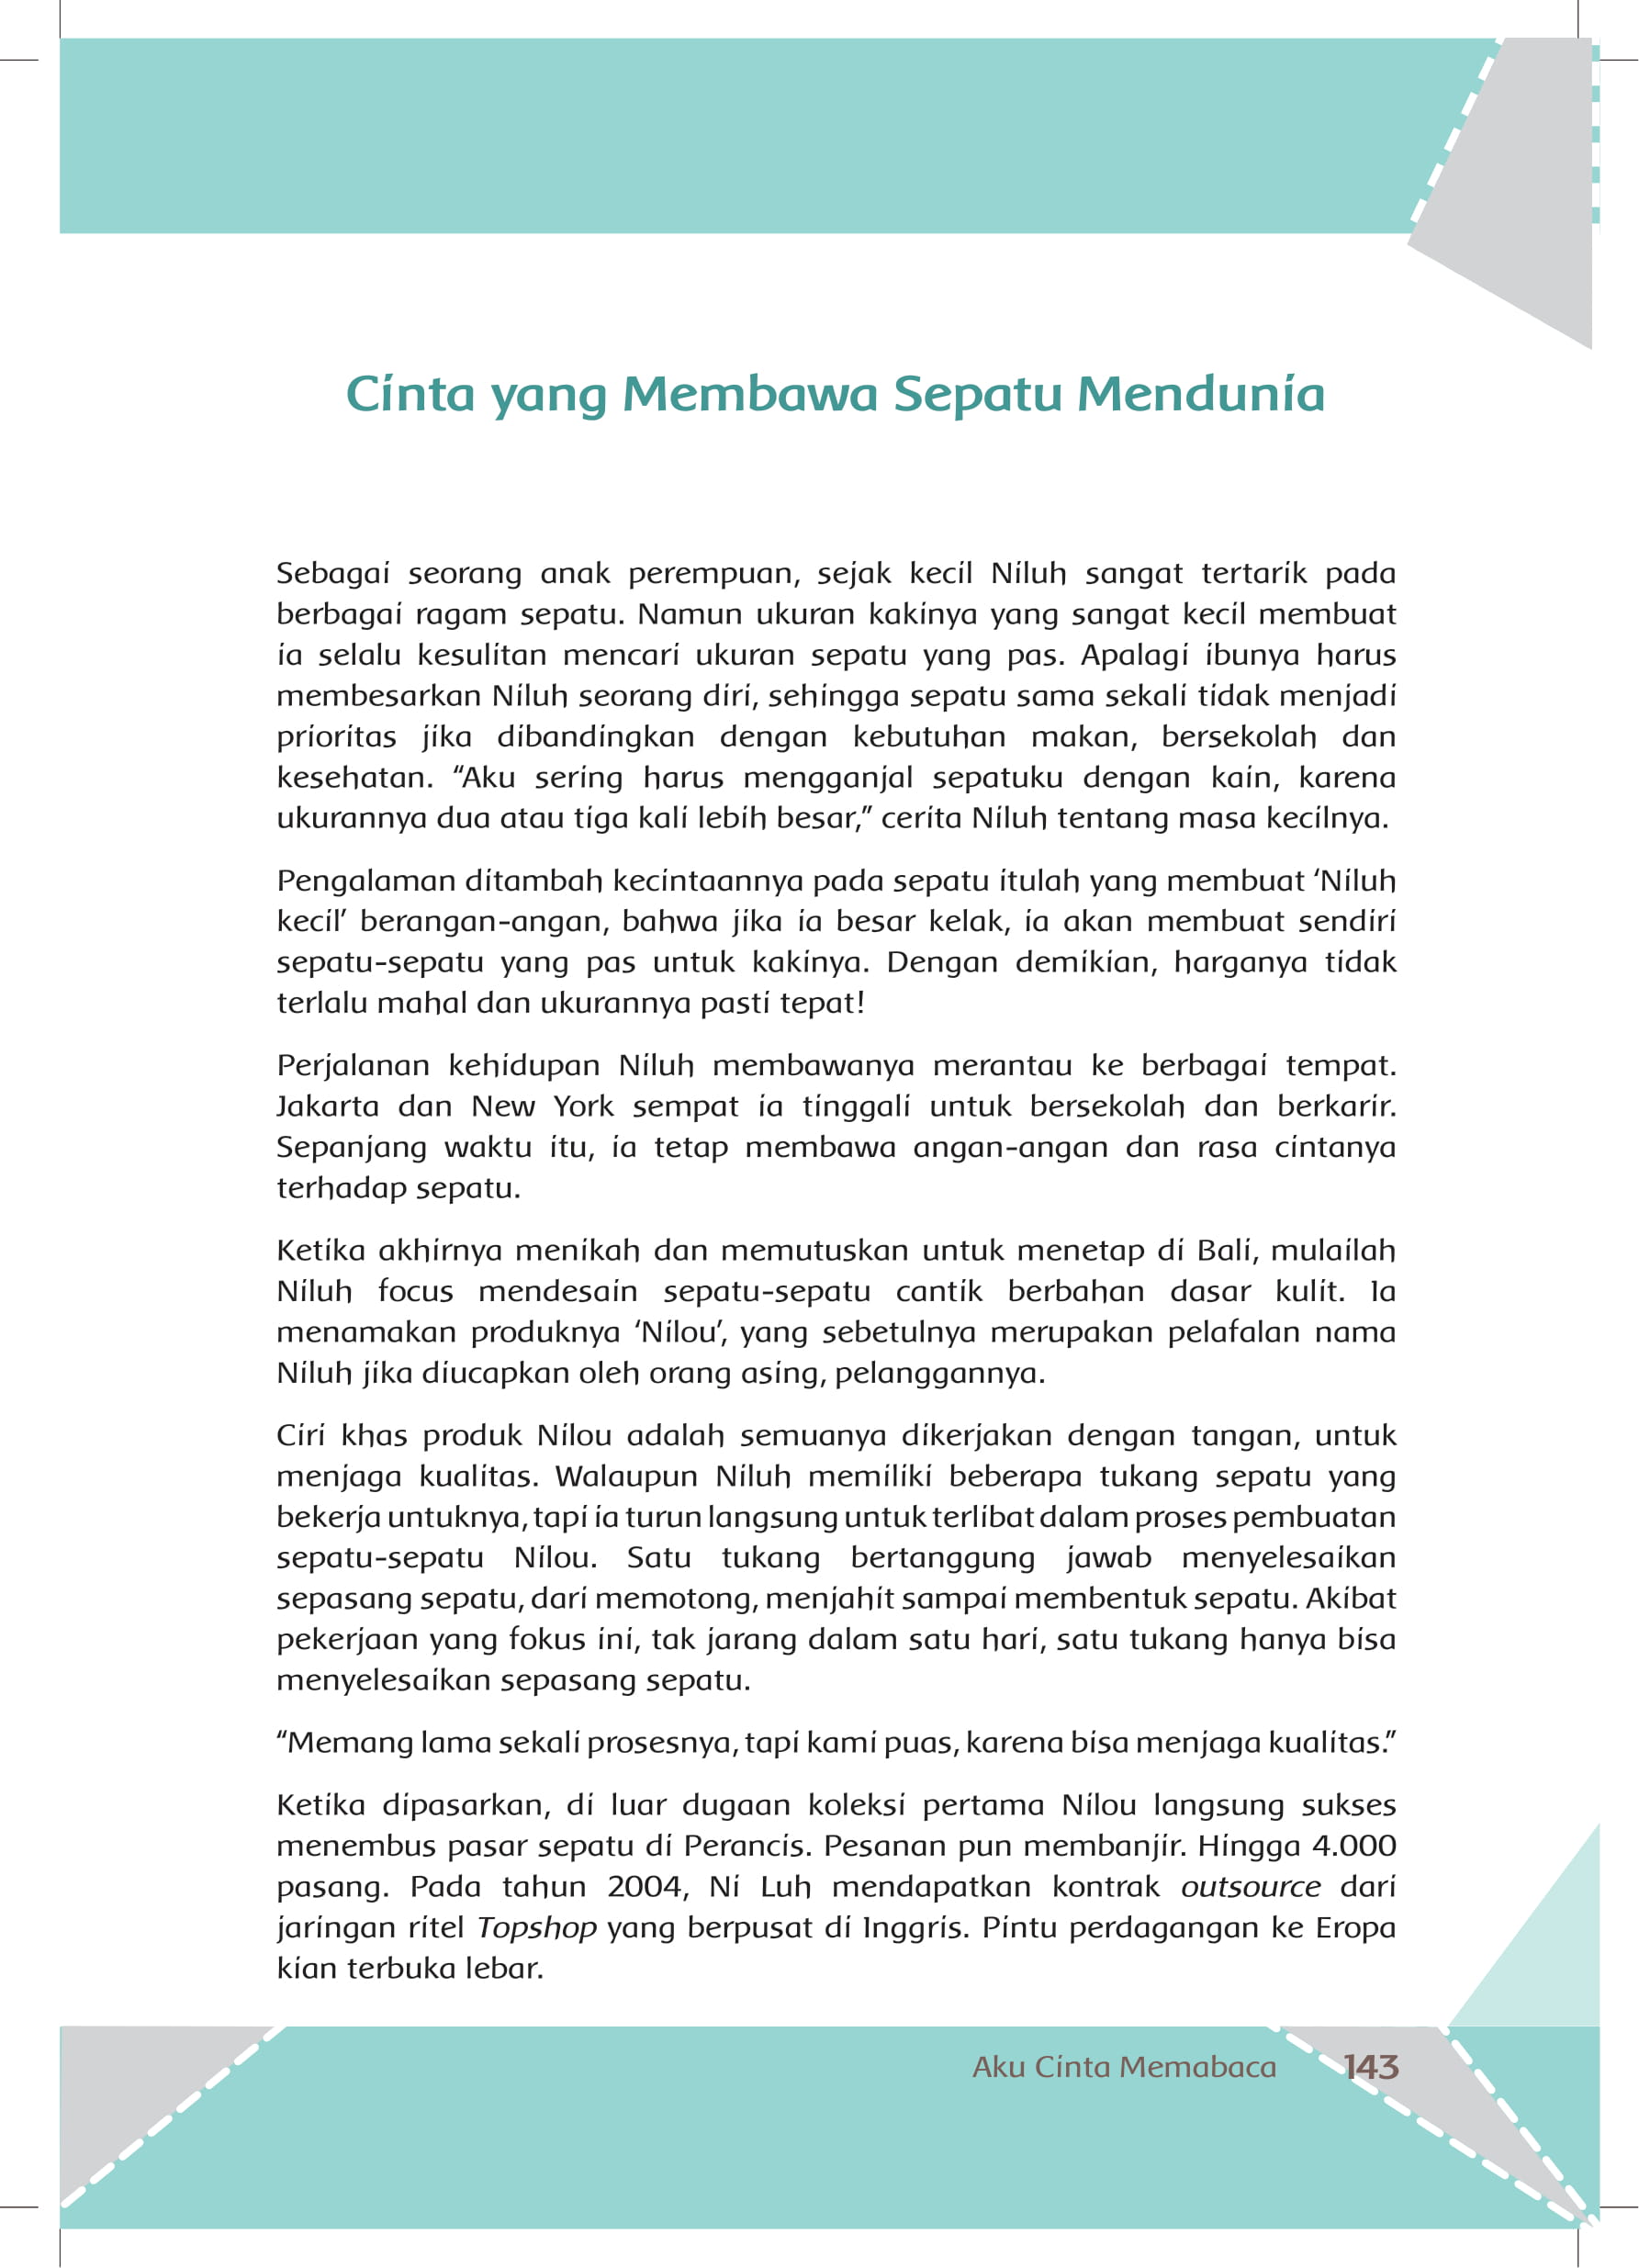 Cinta yang Membawa Sepatu Mendunia
Sebagai seorang anak perempuan, sejak kecil Niluh sangat tertarik pada
berbagai ragam sepatu. Namun ukuran kakinya yang sangat kecil membuat
ia selalu kesulitan mencari ukuran sepatu yang pas. Apalagi ibunya harus
membesarkan Niluh seorang diri, sehingga sepatu sama sekali tidak menjadi
prioritas jika dibandingkan dengan kebutuhan makan, bersekolah dan
kesehatan. “Aku sering harus mengganjal sepatuku dengan kain, karena
ukurannya dua atau tiga kali lebih besar,” cerita Niluh tentang masa kecilnya.
Pengalaman ditambah kecintaannya pada sepatu itulah yang membuat ‘Niluh
kecil’ berangan-angan, bahwa jika ia besar kelak, ia akan membuat sendiri
sepatu-sepatu yang pas untuk kakinya. Dengan demikian, harganya tidak
terlalu mahal dan ukurannya pasti tepat!
Perjalanan kehidupan Niluh membawanya merantau ke berbagai tempat.
Jakarta dan New York sempat ia tinggali untuk bersekolah dan berkarir.
Sepanjang waktu itu, ia tetap membawa angan-angan dan rasa cintanya
terhadap sepatu.
Ketika akhirnya menikah dan memutuskan untuk menetap di Bali, mulailah
Niluh focus mendesain sepatu-sepatu cantik berbahan dasar kulit. Ia
menamakan produknya ‘Nilou’, yang sebetulnya merupakan pelafalan nama
Niluh jika diucapkan oleh orang asing, pelanggannya.
Ciri khas produk Nilou adalah semuanya dikerjakan dengan tangan, untuk
menjaga kualitas. Walaupun Niluh memiliki beberapa tukang sepatu yang
bekerja untuknya, tapi ia turun langsung untuk terlibat dalam proses pembuatan
sepatu-sepatu Nilou. Satu tukang bertanggung jawab menyelesaikan
sepasang sepatu, dari memotong, menjahit sampai membentuk sepatu. Akibat
pekerjaan yang fokus ini, tak jarang dalam satu hari, satu tukang hanya bisa
menyelesaikan sepasang sepatu.
“Memang lama sekali prosesnya, tapi kami puas, karena bisa menjaga kualitas.”
Ketika dipasarkan, di luar dugaan koleksi pertama Nilou langsung sukses
menembus pasar sepatu di Perancis. Pesanan pun membanjir. Hingga 4.000
pasang. Pada tahun 2004, Ni Luh mendapatkan kontrak outsource dari
jaringan ritel Topshop yang berpusat di Inggris. Pintu perdagangan ke Eropa
kian terbuka lebar.
Aku Cinta Memabaca 143